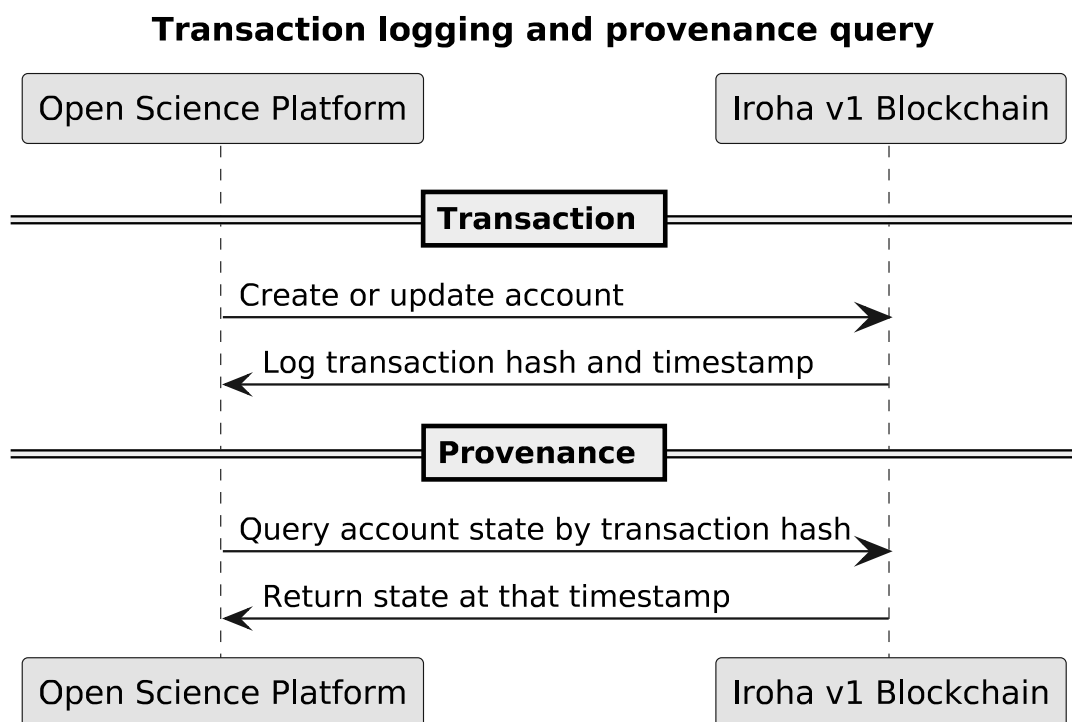 Transaction logging and provenance query
Open Science Platform
Iroha v1 Blockchain
Transaction
Create or update account
Log transaction hash and timestamp
Provenance
Query account state by transaction hash
Return state at that timestamp
Open Science Platform
Iroha v1 Blockchain